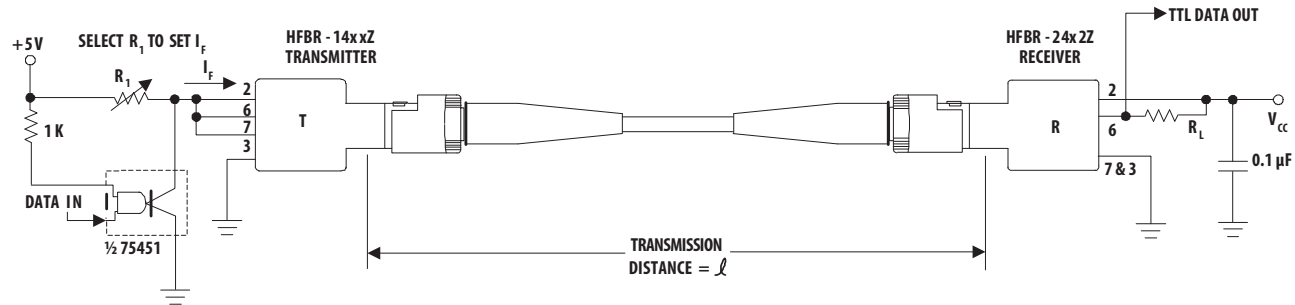 +5V
SELECT R1 TO SET IF
R1
IF
1 K
DATA IN
½ 75451
HFBR - 14xxZ
TRANSMITTER
2
6
7
3
T
TRANSMISSION
DISTANCE = ℓ
HFBR - 24x2Z
RECEIVER
R
2
6
7 & 3
TTL DATA OUT
RL
VCC
0.1 µF